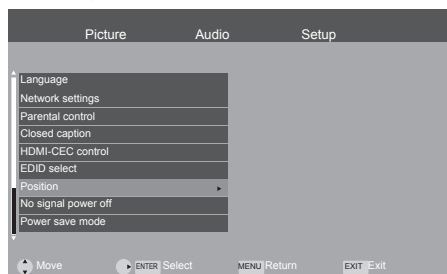 Picture Audio Setup
Language
Network settings
Parental control
Closed caption
HDMI-CEC control
EDID select
Position
No signal power off
Power save mode
Move ENTER Select MENU Return EXIT Exit